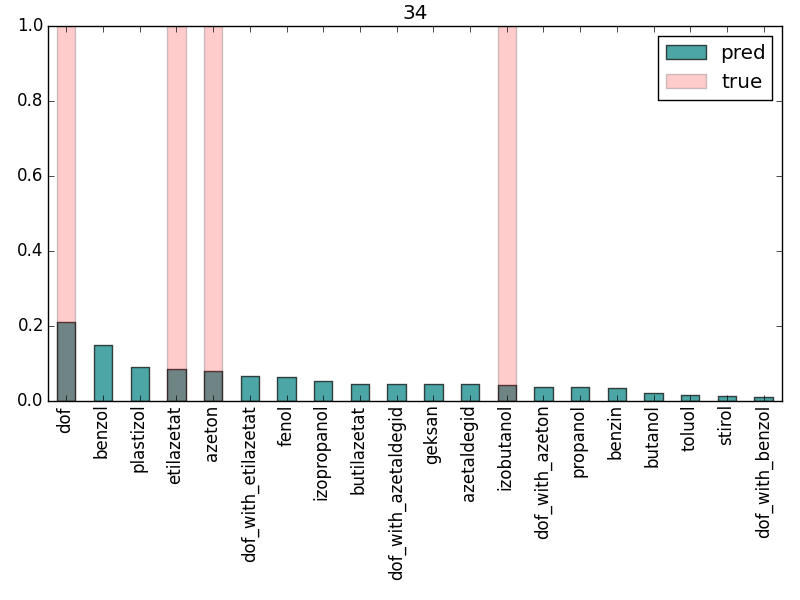 34
1.0
0.8
0.6
0.4
0.2
0.0
pred
true
dof
benzol
plastizol
etilazetat
azeton
dof_with_etilazetat
fenol
izopropanol
butilazetat
dof_with_azetaldegid
geksan
azetaldegid
izobutanol
dof_with_azeton
propanol
benzin
butanol
toluol
stirol
dof_with_benzol